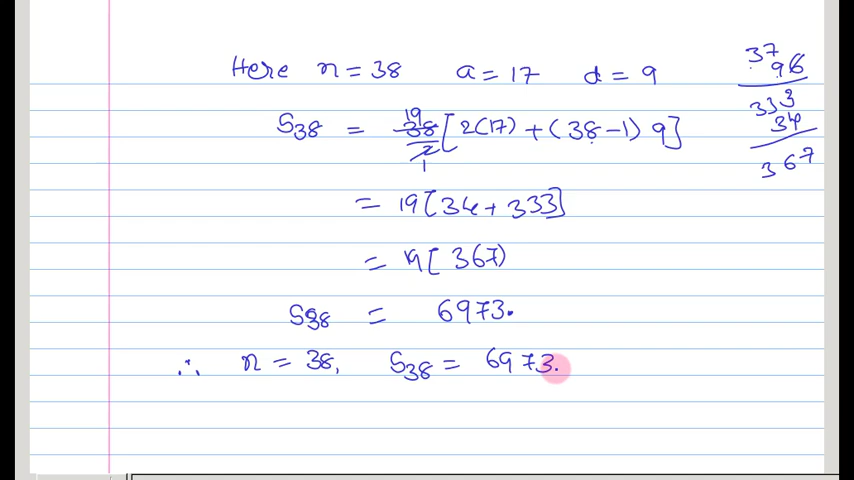 Here n = 38 a = 17 d = 9
S38 = 38/2 [2(17) + (38-1) 9]
19
1
= 19[34 + 333]
= 19[367)
S38 = 6973.
∴ n = 38, S38 = 6973.
37
96
333
34
367